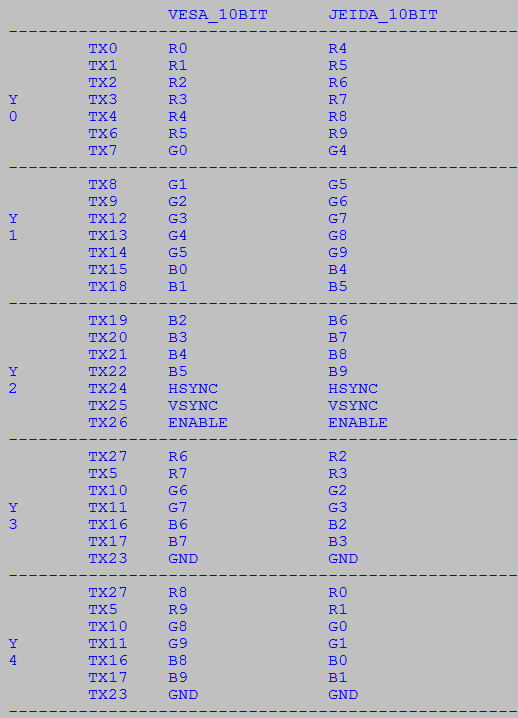 VESA_10BIT JEIDA_10BIT
TX0 R0 R4
TX1 R1 R5
TX2 R2 R6
Y TX3 R3 R7
0 TX4 R4 R8
TX6 R5 R9
TX7 G0 G4
TX8 G1 G5
TX9 G2 G6
Y TX12 G3 G7
1 TX13 G4 G8
TX14 G5 G9
TX15 B0 B4
TX18 B1 B5
TX19 B2 B6
TX20 B3 B7
TX21 B4 B8
Y TX22 B5 B9
2 TX24 HSYNC HSYNC
TX25 VSYNC VSYNC
TX26 ENABLE ENABLE
TX27 R6 R2
TX5 R7 R3
TX10 G6 G2
Y TX11 G7 G3
3 TX16 B6 B2
TX17 B7 B3
TX23 GND GND
TX27 R8 R0
TX5 R9 R1
TX10 G8 G0
Y TX11 G9 G1
4 TX16 B8 B0
TX17 B9 B1
TX23 GND GND